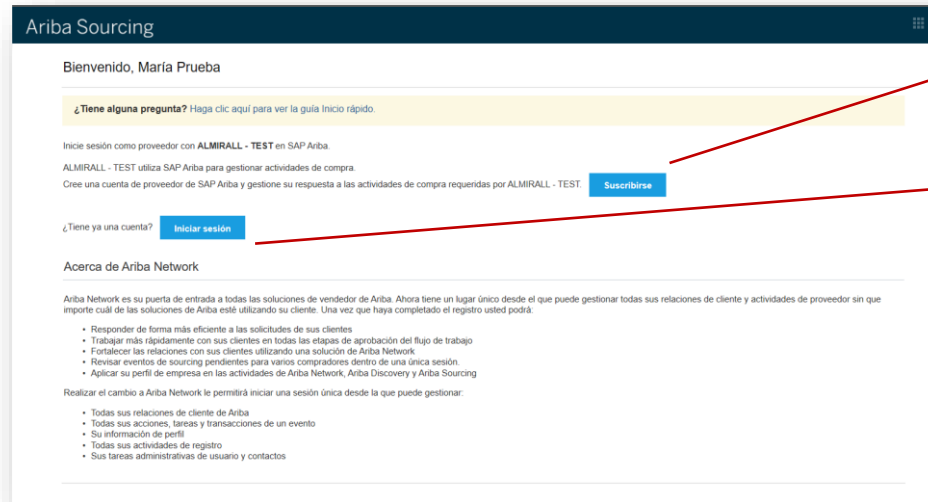 Ariba Sourcing
Bienvenido, María Prueba
¿Tiene alguna pregunta? Haga clic aquí para ver la guía Inicio rápido.
Inicie sesión como proveedor con ALMIRALL - TEST en SAP Ariba.
ALMIRALL - TEST utiliza SAP Ariba para gestionar actividades de compra.
Cree una cuenta de proveedor de SAP Ariba y gestione su respuesta a las actividades de compra requeridas por ALMIRALL - TEST. Suscribirse
¿Tiene ya una cuenta? Iniciar sesión
Acerca de Ariba Network
Ariba Network es su puerta de entrada a todas las soluciones de vendedor de Ariba. Ahora tiene un lugar único desde el que puede gestionar todas sus relaciones de cliente y actividades de proveedor sin que
importe cuál de las soluciones de Ariba esté utilizando su cliente. Una vez que haya completado el registro usted podrá:
• Responder de forma más eficiente a las solicitudes de sus clientes
• Trabajar más rápidamente con sus clientes en todas las etapas de aprobación del flujo de trabajo
• Fortalecer las relaciones con sus clientes utilizando una solución de Ariba Network
• Revisar eventos de sourcing pendientes para varios compradores dentro de una única sesión.
• Aplicar su perfil de empresa en las actividades de Ariba Network, Ariba Discovery y Ariba Sourcing
Realizar el cambio a Ariba Network le permitirá iniciar una sesión única desde la que puede gestionar:
• Todas sus relaciones de cliente de Ariba
• Todas sus acciones, tareas y transacciones de un evento
• Su información de perfil
• Todas sus actividades de registro
• Sus tareas administrativas de usuario y contactos